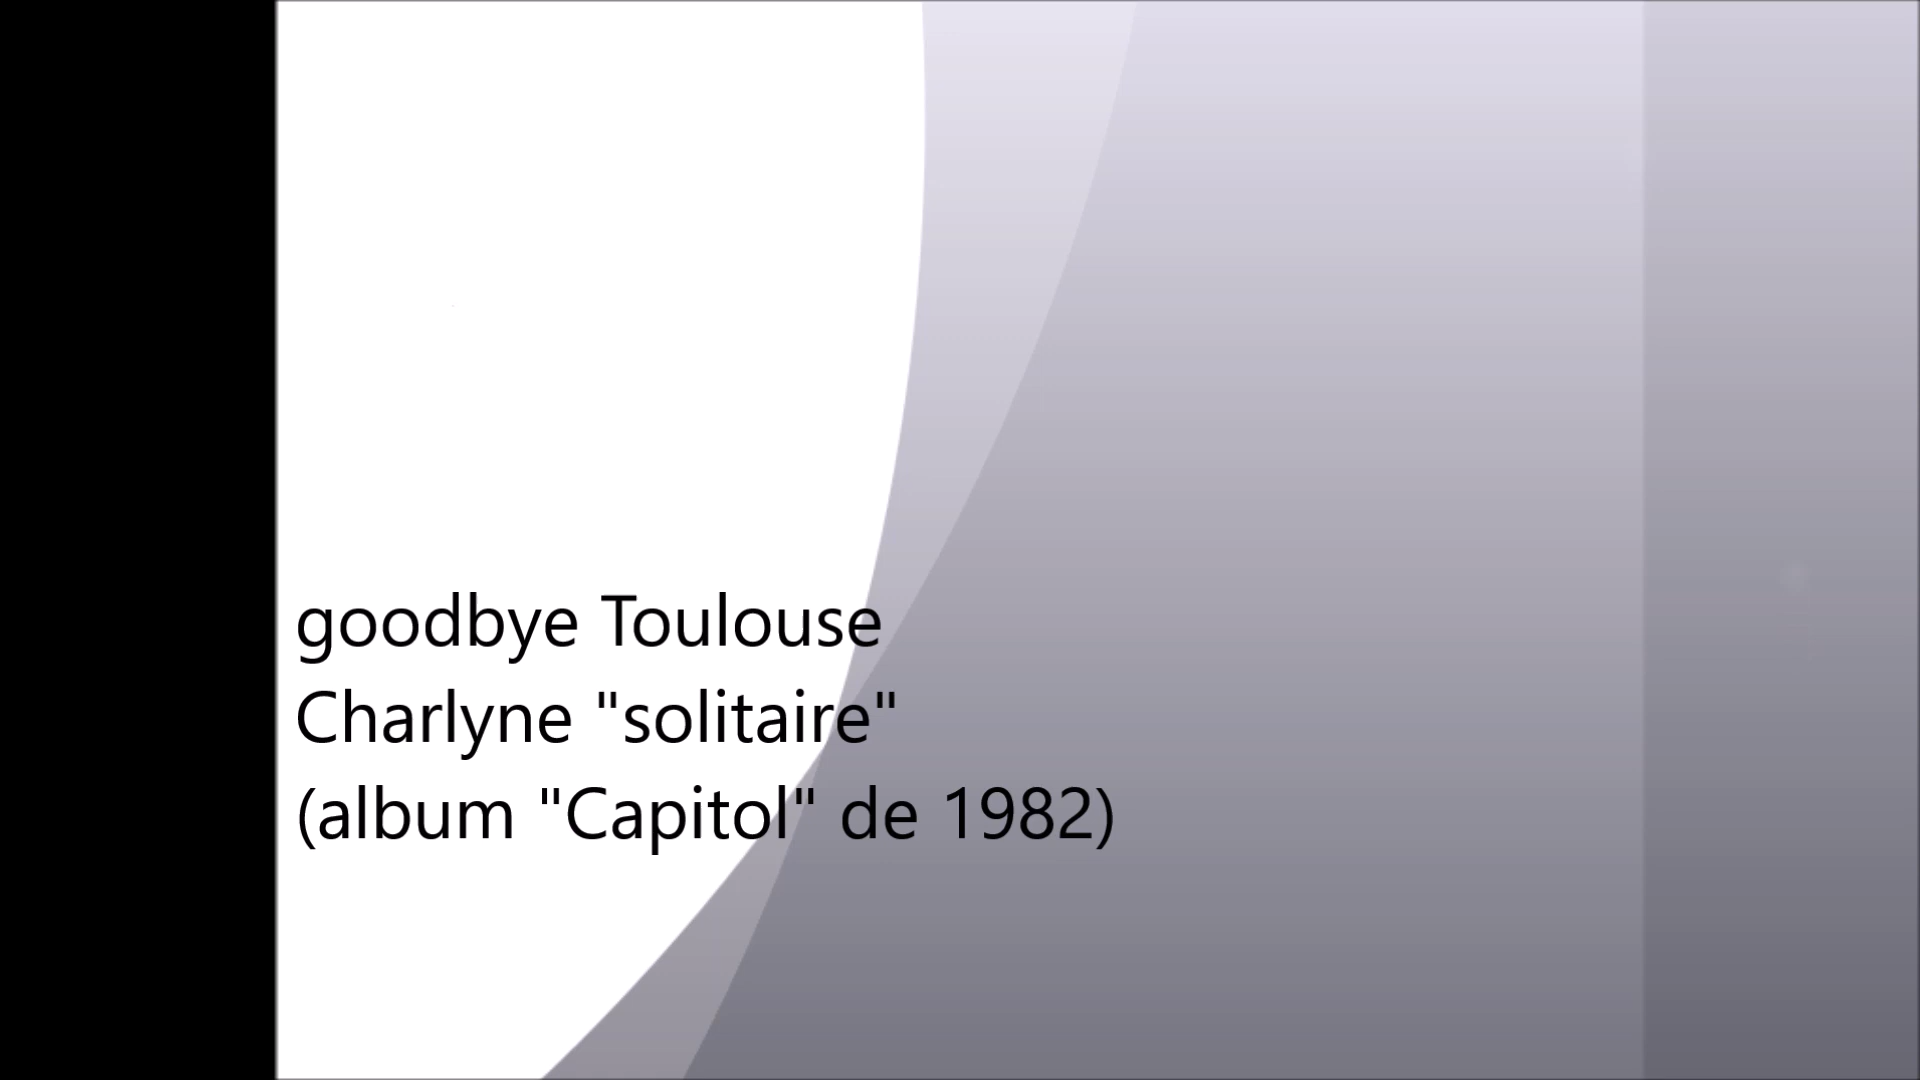 goodbye Toulouse
Charlyne "solitaire"
(album "Capitol" de 1982)